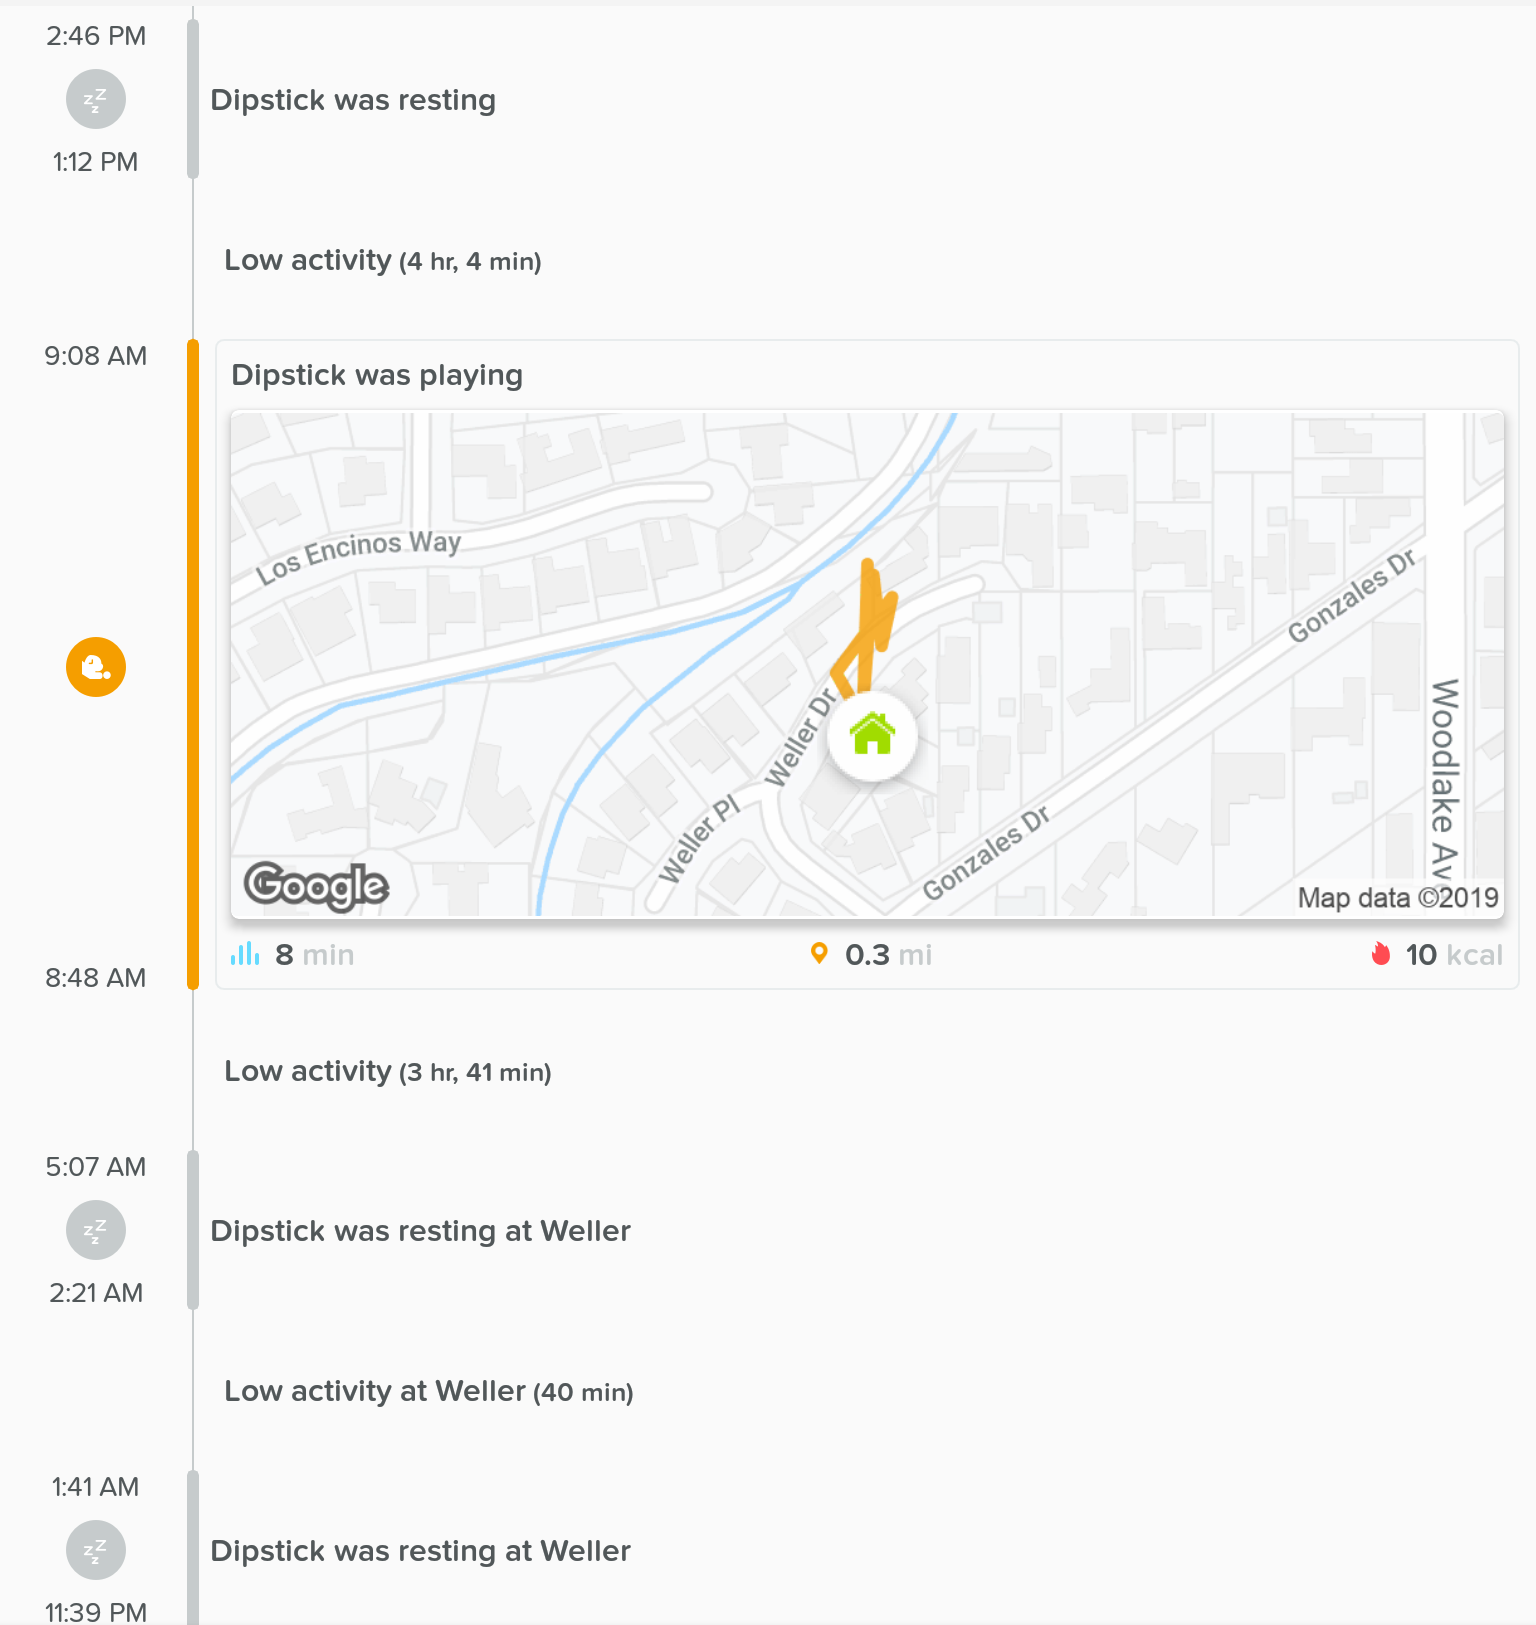 2:46 PM
Dipstick was resting
1:12 PM
Low activity (4 hr, 4 min)
9:08 AM
Dipstick was playing
Los Encinos Way
Gonzales Dr
Woodlake Ave
Weller Dr
Weller Pl
Gonzales Dr
Google
Map data ©2019
8 min
0.3 mi
10 kcal
8:48 AM
Low activity (3 hr, 41 min)
5:07 AM
Dipstick was resting at Weller
2:21 AM
Low activity at Weller (40 min)
1:41 AM
Dipstick was resting at Weller
11:39 PM